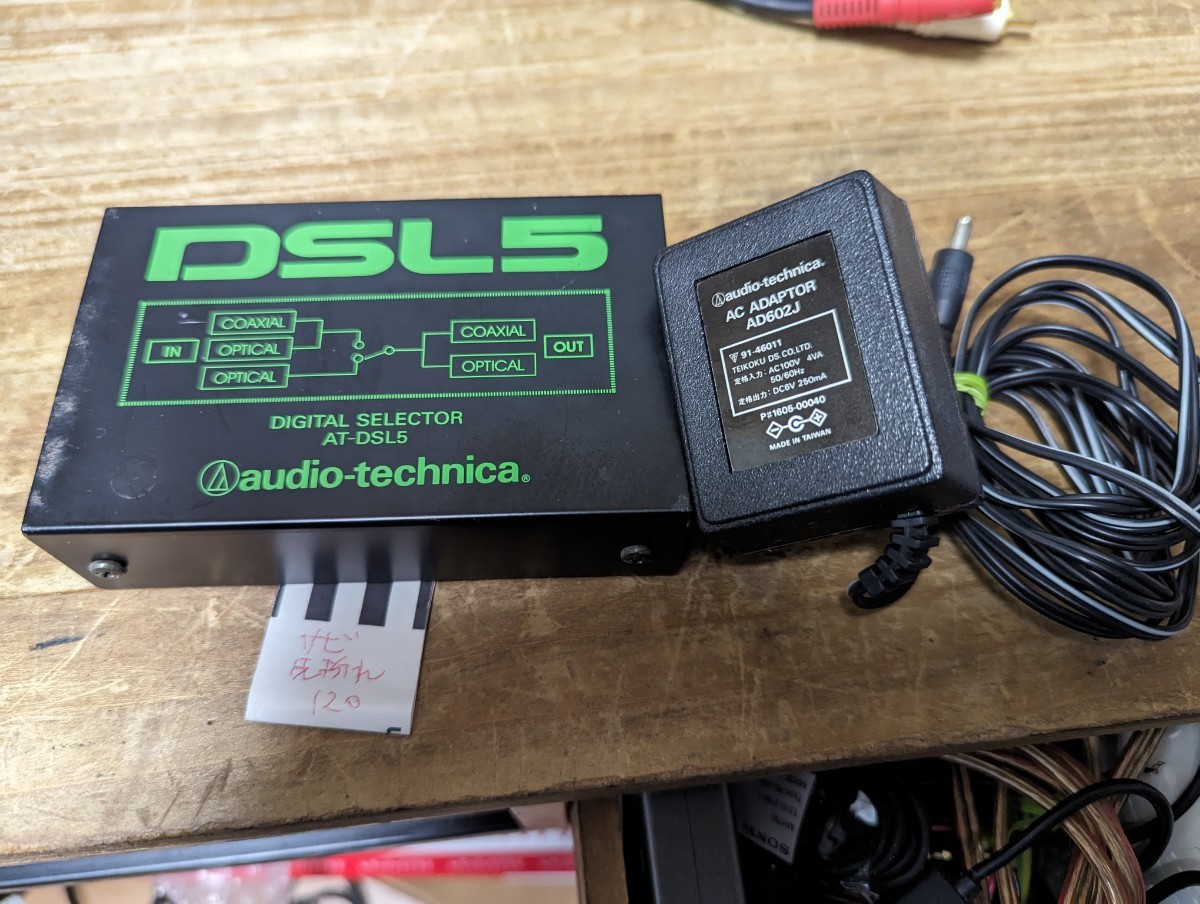 DSL5
IN
COAXIAL
OPTICAL
OPTICAL
COAXIAL
OPTICAL
OUT
DIGITAL SELECTOR
AT-DSL5
audio-technica®
audio-technica®
AC ADAPTOR
AD602J
91-46011
TEIKOKU DS.CO.,LTD.
定格入力:AC100V 4VA
50/60Hz
定格出力:DC6V 250mA
P#1605-00040
- C +
MADE IN TAIWAN
サビ
120
SONY